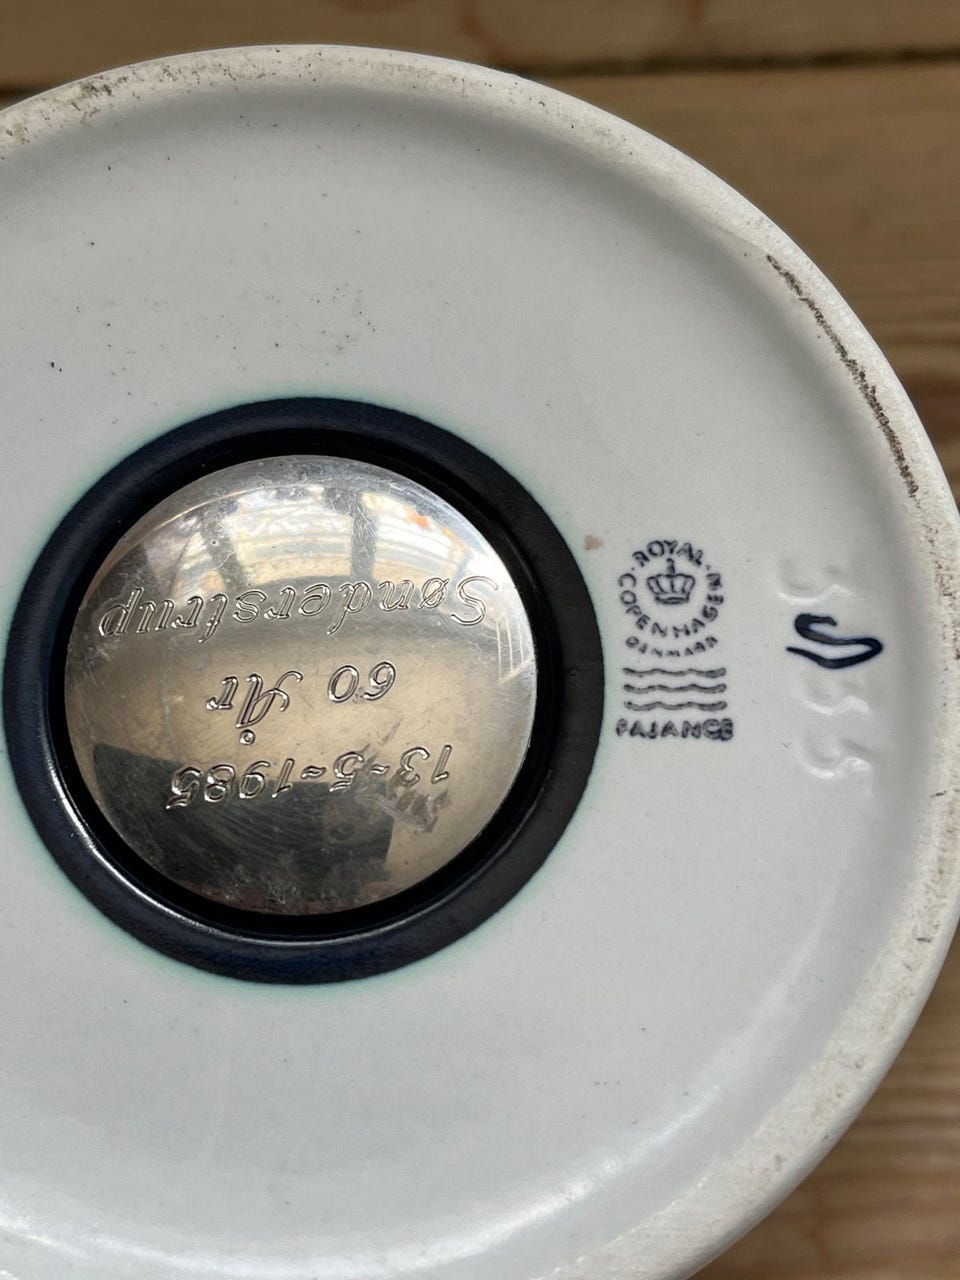 13-5-1985
60 År
Sønderstrup
ROYAL
COPENHAGEN
DENMARK
FAJANCE